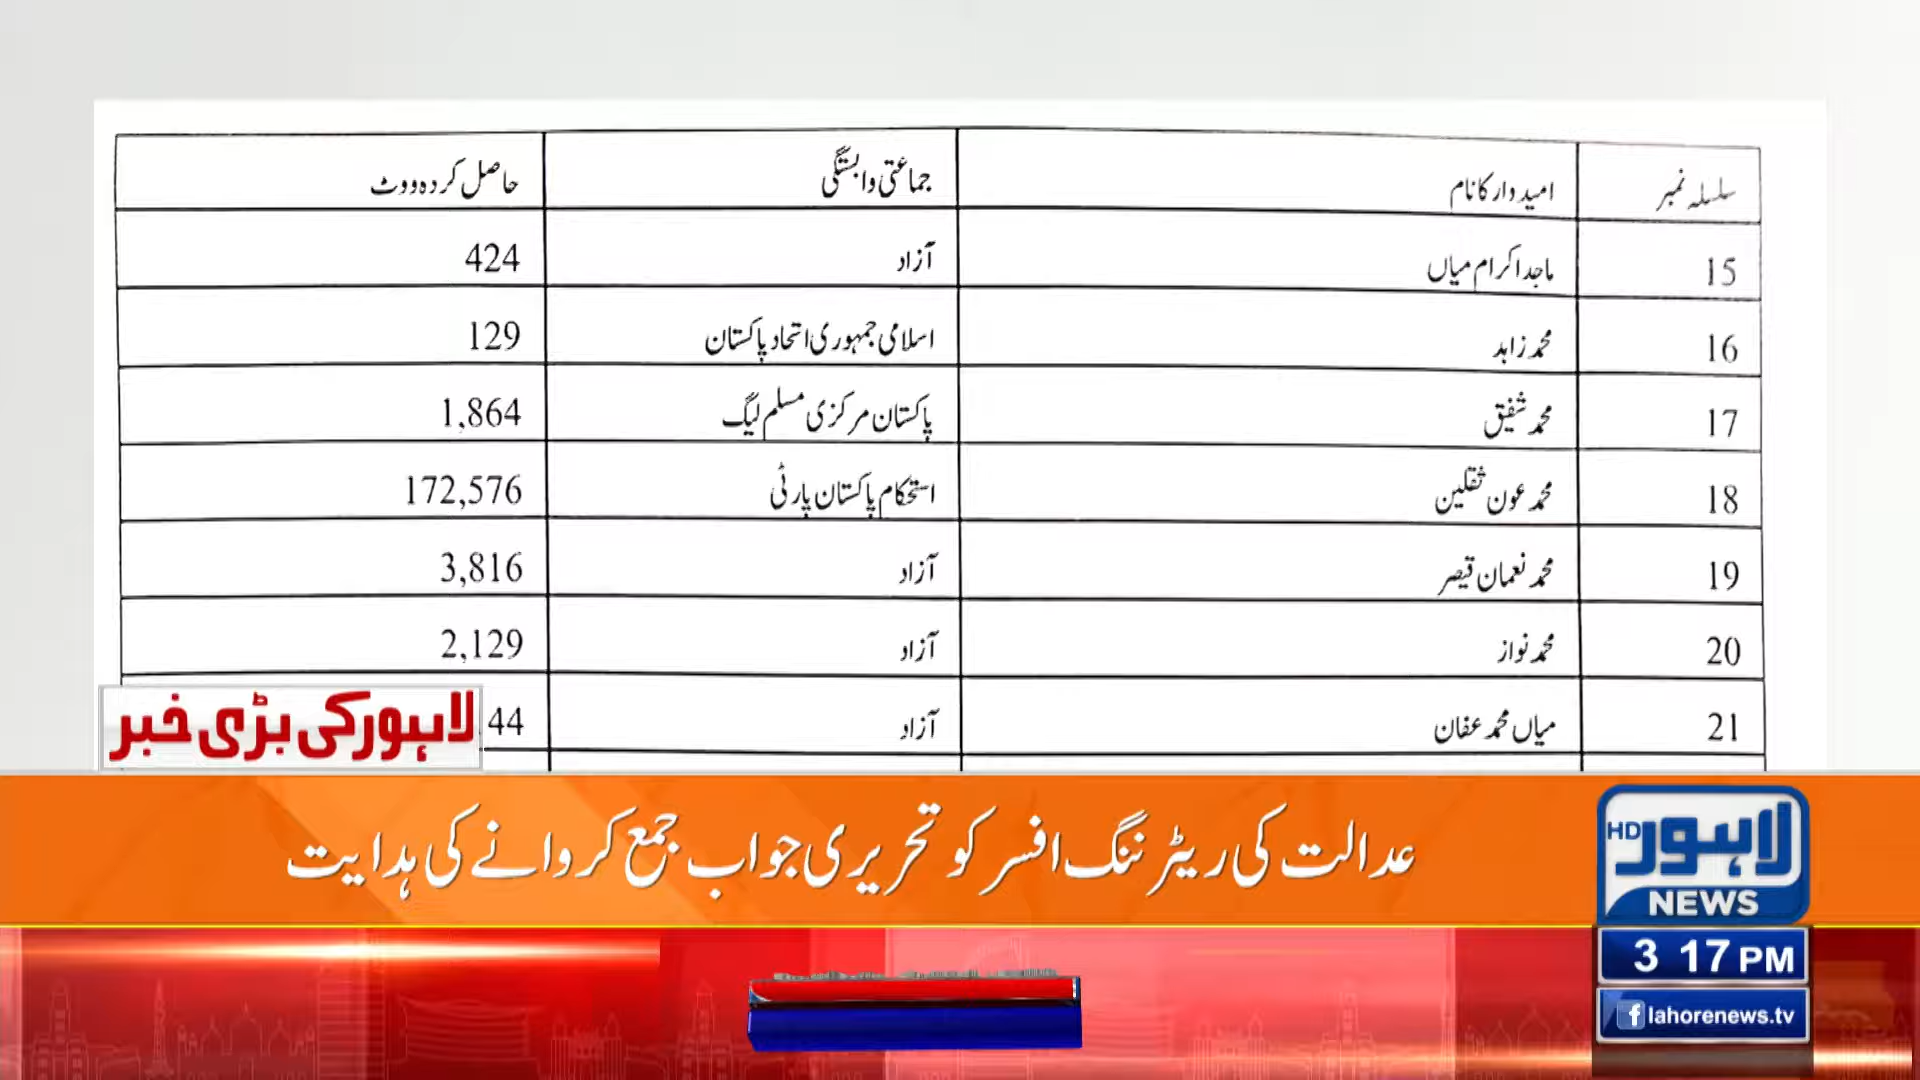 سلسلہ نمبر امیدوار کا نام جماعتی وابستگی حاصل کردہ ووٹ
15 ماجد اکرام میاں آزاد 424
16 محمد زاہد اسلامی جمہوری اتحاد پاکستان 129
17 محمد شفیق پاکستان مرکزی مسلم لیگ 1,864
18 محمد عون ثقلین استحکام پاکستان پارٹی 172,576
19 محمد نعمان قیصر آزاد 3,816
20 محمد نواز آزاد 2,129
21 میاں محمد عفان آزاد 44
لاہور کی بڑی خبر
عدالت کی ریٹرننگ افسر کو تحریری جواب جمع کروانے کی ہدایت
لاہور HD
NEWS
3 17 PM
lahorenews.tv